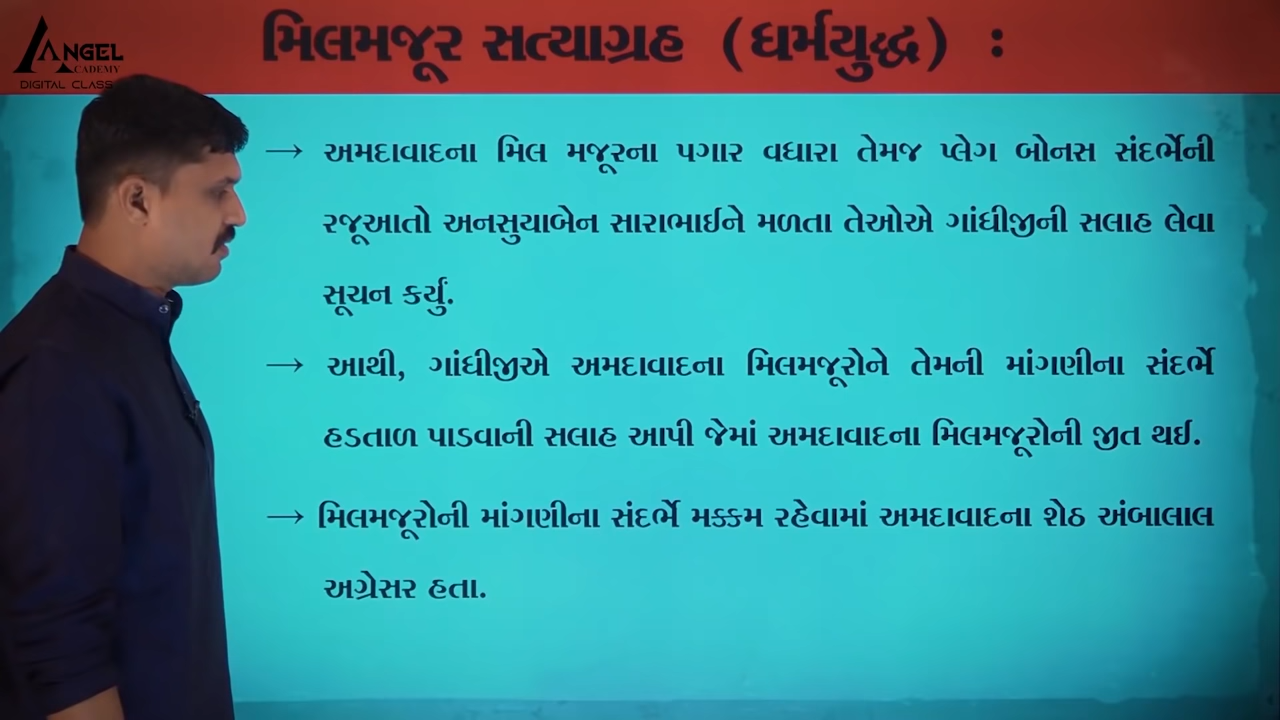 ANGEL
ACADEMY
DIGITAL CLASS
મિલમજૂર સત્યાગ્રહ (ધર્મયુદ્ધ) :
→ અમદાવાદના મિલ મજૂરના પગાર વધારા તેમજ પ્લેગ બોનસ સંદર્ભેની
રજૂઆતો અનસુયાબેન સારાભાઈને મળતા તેઓએ ગાંધીજીની સલાહ લેવા
સૂચન કર્યું.
→ આથી, ગાંધીજીએ અમદાવાદના મિલમજૂરોને તેમની માંગણીના સંદર્ભે
હડતાળ પાડવાની સલાહ આપી જેમાં અમદાવાદના મિલમજૂરોની જીત થઈ.
→ મિલમજૂરોની માંગણીના સંદર્ભે મક્કમ રહેવામાં અમદાવાદના શેઠ અંબાલાલ
અગ્રેસર હતા.